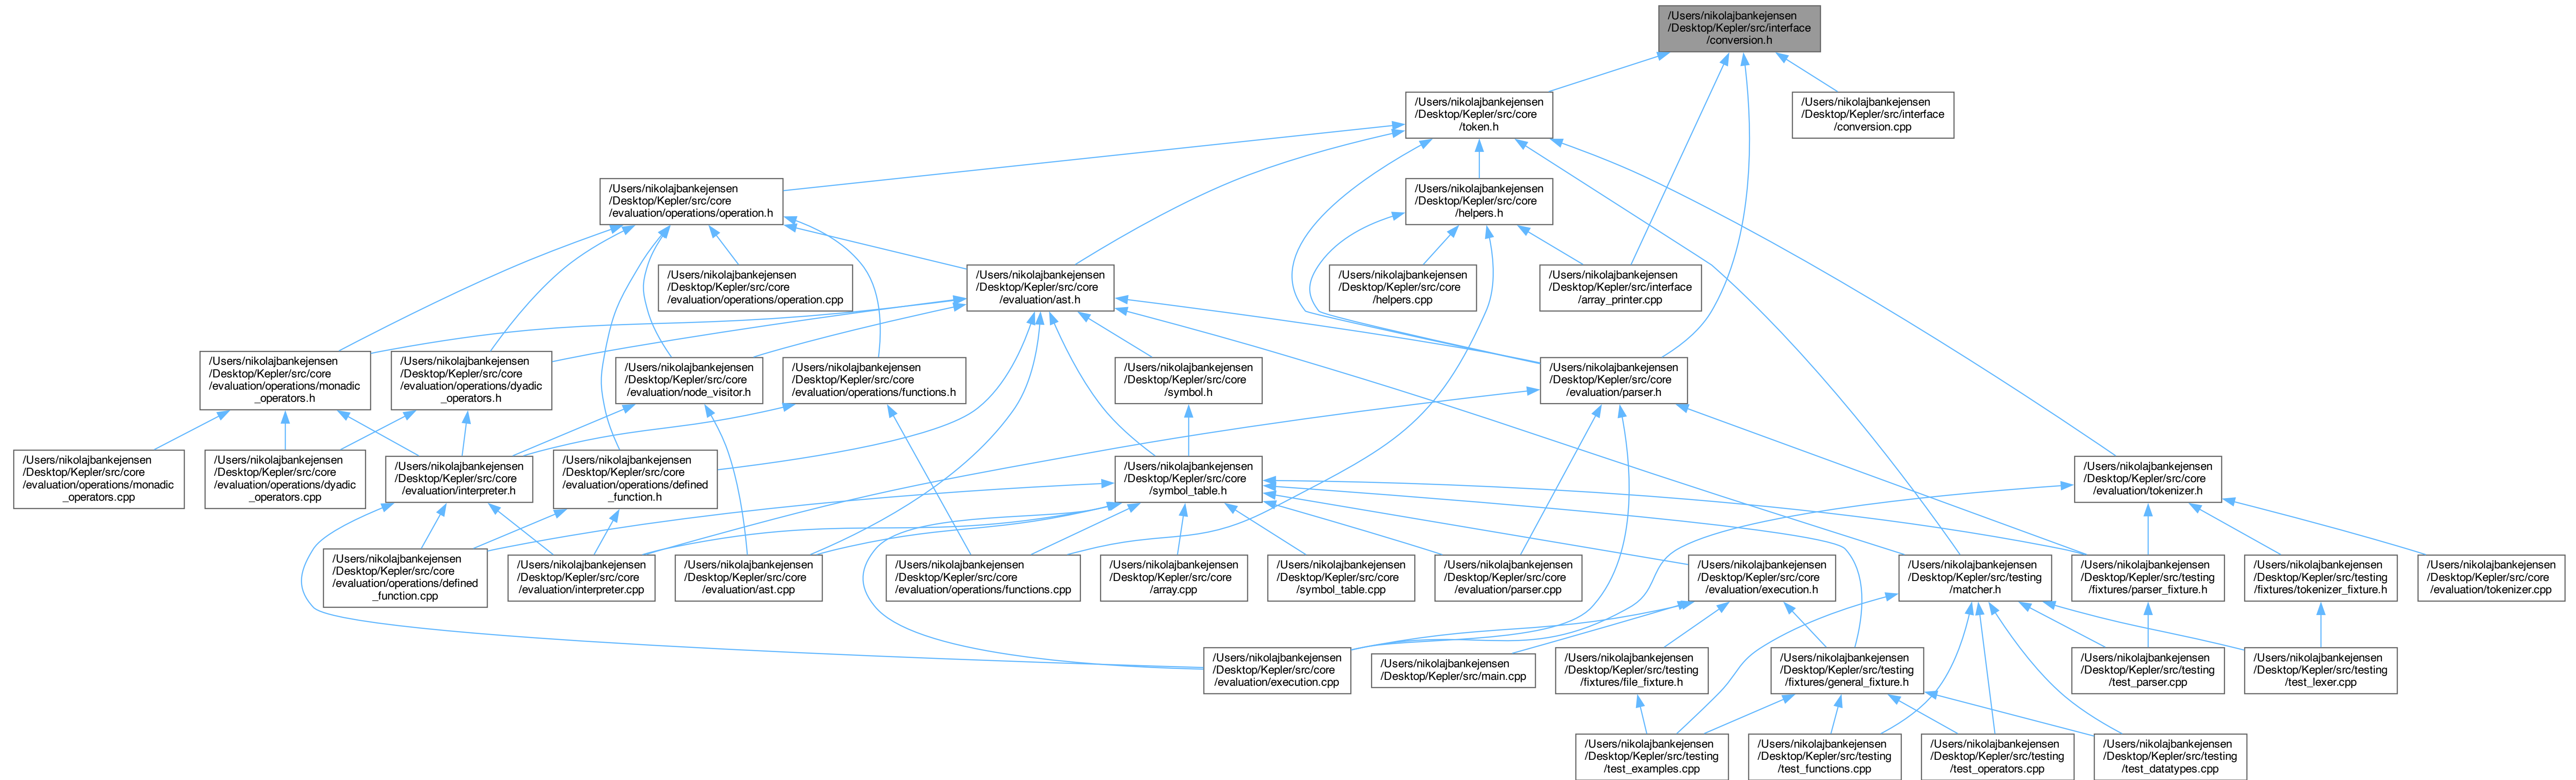 /Users/nikolajbankejensen
/Desktop/Kepler/src/interface
/conversion.h
/Users/nikolajbankejensen
/Desktop/Kepler/src/core
/token.h
/Users/nikolajbankejensen
/Desktop/Kepler/src/interface
/conversion.cpp
/Users/nikolajbankejensen
/Desktop/Kepler/src/core
/evaluation/operations/operation.h
/Users/nikolajbankejensen
/Desktop/Kepler/src/core
/helpers.h
/Users/nikolajbankejensen
/Desktop/Kepler/src/core
/evaluation/operations/operation.cpp
/Users/nikolajbankejensen
/Desktop/Kepler/src/core
/evaluation/ast.h
/Users/nikolajbankejensen
/Desktop/Kepler/src/core
/helpers.cpp
/Users/nikolajbankejensen
/Desktop/Kepler/src/interface
/array_printer.cpp
/Users/nikolajbankejensen
/Desktop/Kepler/src/core
/evaluation/operations/monadic
_operators.h
/Users/nikolajbankejensen
/Desktop/Kepler/src/core
/evaluation/operations/dyadic
_operators.h
/Users/nikolajbankejensen
/Desktop/Kepler/src/core
/evaluation/node_visitor.h
/Users/nikolajbankejensen
/Desktop/Kepler/src/core
/evaluation/operations/functions.h
/Users/nikolajbankejensen
/Desktop/Kepler/src/core
/symbol.h
/Users/nikolajbankejensen
/Desktop/Kepler/src/core
/evaluation/parser.h
/Users/nikolajbankejensen
/Desktop/Kepler/src/core
/evaluation/operations/monadic
_operators.cpp
/Users/nikolajbankejensen
/Desktop/Kepler/src/core
/evaluation/operations/dyadic
_operators.cpp
/Users/nikolajbankejensen
/Desktop/Kepler/src/core
/evaluation/interpreter.h
/Users/nikolajbankejensen
/Desktop/Kepler/src/core
/evaluation/operations/defined
_function.h
/Users/nikolajbankejensen
/Desktop/Kepler/src/core
/symbol_table.h
/Users/nikolajbankejensen
/Desktop/Kepler/src/core
/evaluation/tokenizer.h
/Users/nikolajbankejensen
/Desktop/Kepler/src/core
/evaluation/operations/defined
_function.cpp
/Users/nikolajbankejensen
/Desktop/Kepler/src/core
/evaluation/interpreter.cpp
/Users/nikolajbankejensen
/Desktop/Kepler/src/core
/evaluation/ast.cpp
/Users/nikolajbankejensen
/Desktop/Kepler/src/core
/evaluation/operations/functions.cpp
/Users/nikolajbankejensen
/Desktop/Kepler/src/core
/array.cpp
/Users/nikolajbankejensen
/Desktop/Kepler/src/core
/symbol_table.cpp
/Users/nikolajbankejensen
/Desktop/Kepler/src/core
/evaluation/parser.cpp
/Users/nikolajbankejensen
/Desktop/Kepler/src/core
/evaluation/execution.h
/Users/nikolajbankejensen
/Desktop/Kepler/src/testing
/matcher.h
/Users/nikolajbankejensen
/Desktop/Kepler/src/testing
/fixtures/parser_fixture.h
/Users/nikolajbankejensen
/Desktop/Kepler/src/testing
/fixtures/tokenizer_fixture.h
/Users/nikolajbankejensen
/Desktop/Kepler/src/core
/evaluation/tokenizer.cpp
/Users/nikolajbankejensen
/Desktop/Kepler/src/core
/evaluation/execution.cpp
/Users/nikolajbankejensen
/Desktop/Kepler/src/main.cpp
/Users/nikolajbankejensen
/Desktop/Kepler/src/testing
/fixtures/file_fixture.h
/Users/nikolajbankejensen
/Desktop/Kepler/src/testing
/fixtures/general_fixture.h
/Users/nikolajbankejensen
/Desktop/Kepler/src/testing
/test_parser.cpp
/Users/nikolajbankejensen
/Desktop/Kepler/src/testing
/test_lexer.cpp
/Users/nikolajbankejensen
/Desktop/Kepler/src/testing
/test_examples.cpp
/Users/nikolajbankejensen
/Desktop/Kepler/src/testing
/test_functions.cpp
/Users/nikolajbankejensen
/Desktop/Kepler/src/testing
/test_operators.cpp
/Users/nikolajbankejensen
/Desktop/Kepler/src/testing
/test_datatypes.cpp